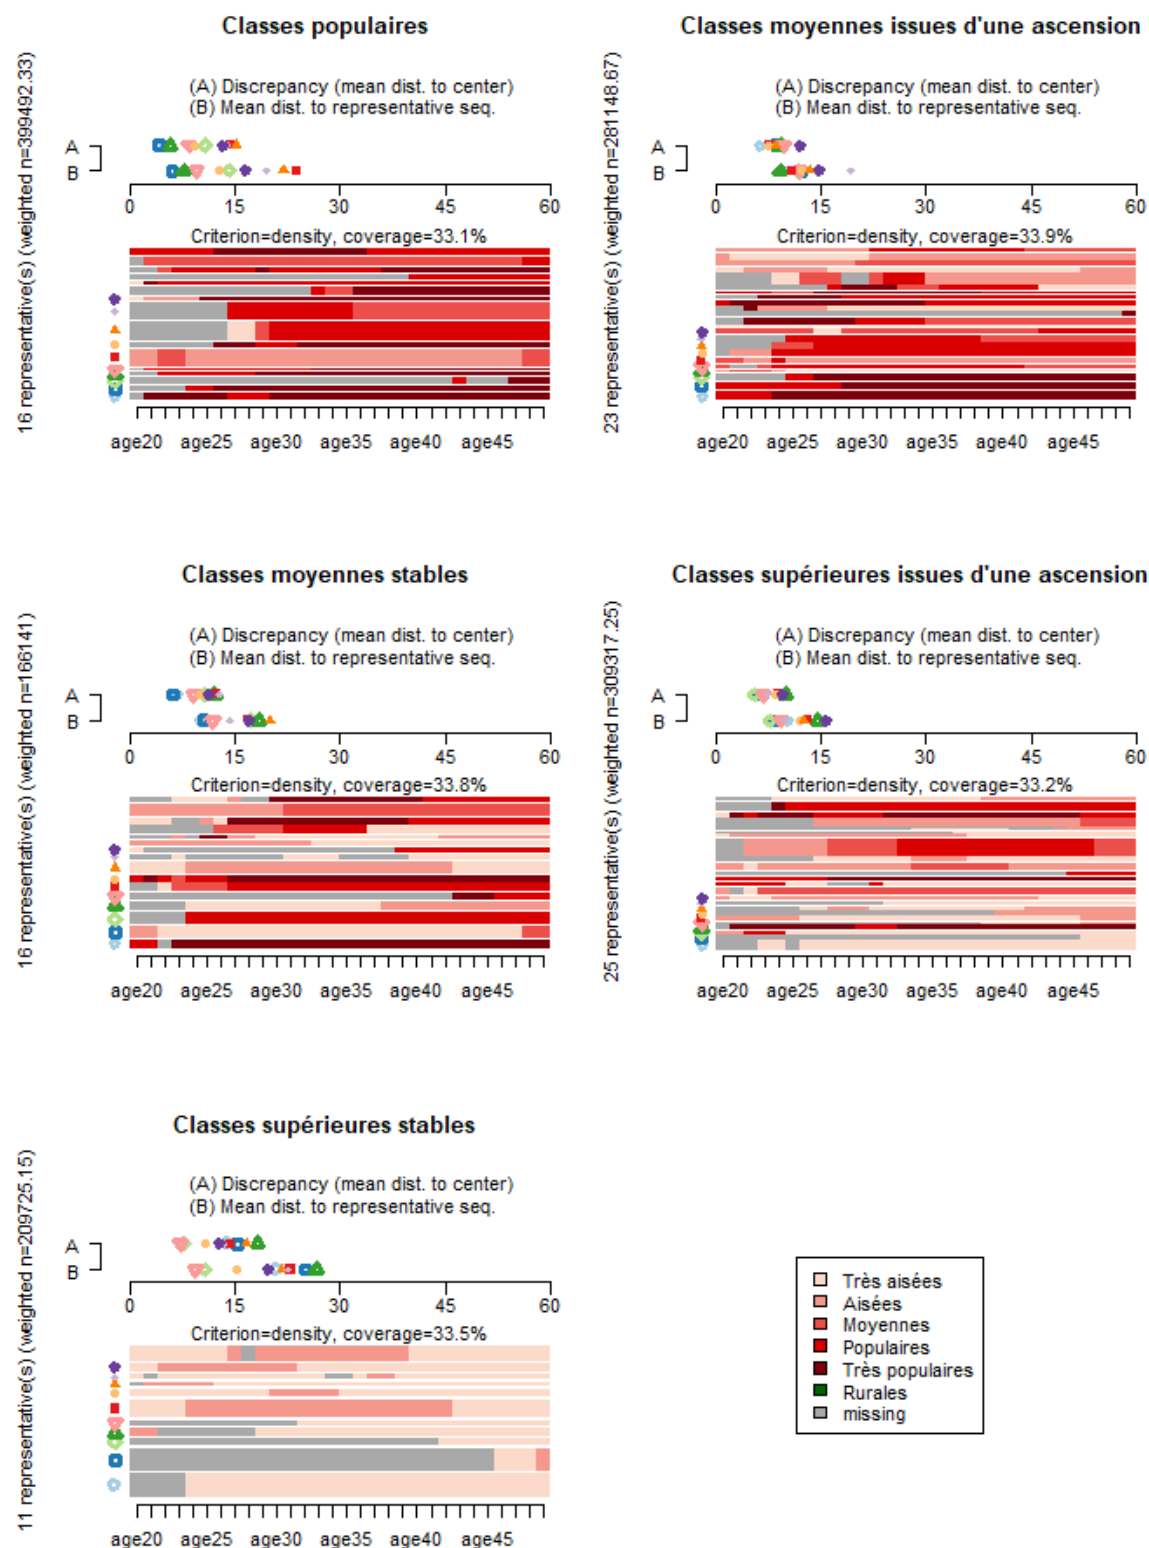 Classes populaires
16 representative(s) (weighted n=399492.33)
(A) Discrepancy (mean dist. to center)
(B) Mean dist. to representative seq.
A
B
0 15 30 45 60
Criterion=density, coverage=33.1%
age20 age25 age30 age35 age40 age45
Classes moyennes issues d'une ascension
23 representative(s) (weighted n=281148.67)
(A) Discrepancy (mean dist. to center)
(B) Mean dist. to representative seq.
A
B
0 15 30 45 60
Criterion=density, coverage=33.9%
age20 age25 age30 age35 age40 age45
Classes moyennes stables
16 representative(s) (weighted n=166141)
(A) Discrepancy (mean dist. to center)
(B) Mean dist. to representative seq.
A
B
0 15 30 45 60
Criterion=density, coverage=33.8%
age20 age25 age30 age35 age40 age45
Classes supérieures issues d'une ascension
25 representative(s) (weighted n=309317.25)
(A) Discrepancy (mean dist. to center)
(B) Mean dist. to representative seq.
A
B
0 15 30 45 60
Criterion=density, coverage=33.2%
age20 age25 age30 age35 age40 age45
Classes supérieures stables
11 representative(s) (weighted n=209725.15)
(A) Discrepancy (mean dist. to center)
(B) Mean dist. to representative seq.
A
B
0 15 30 45 60
Criterion=density, coverage=33.5%
age20 age25 age30 age35 age40 age45
Très aisées
Aisées
Moyennes
Populaires
Très populaires
Rurales
missing